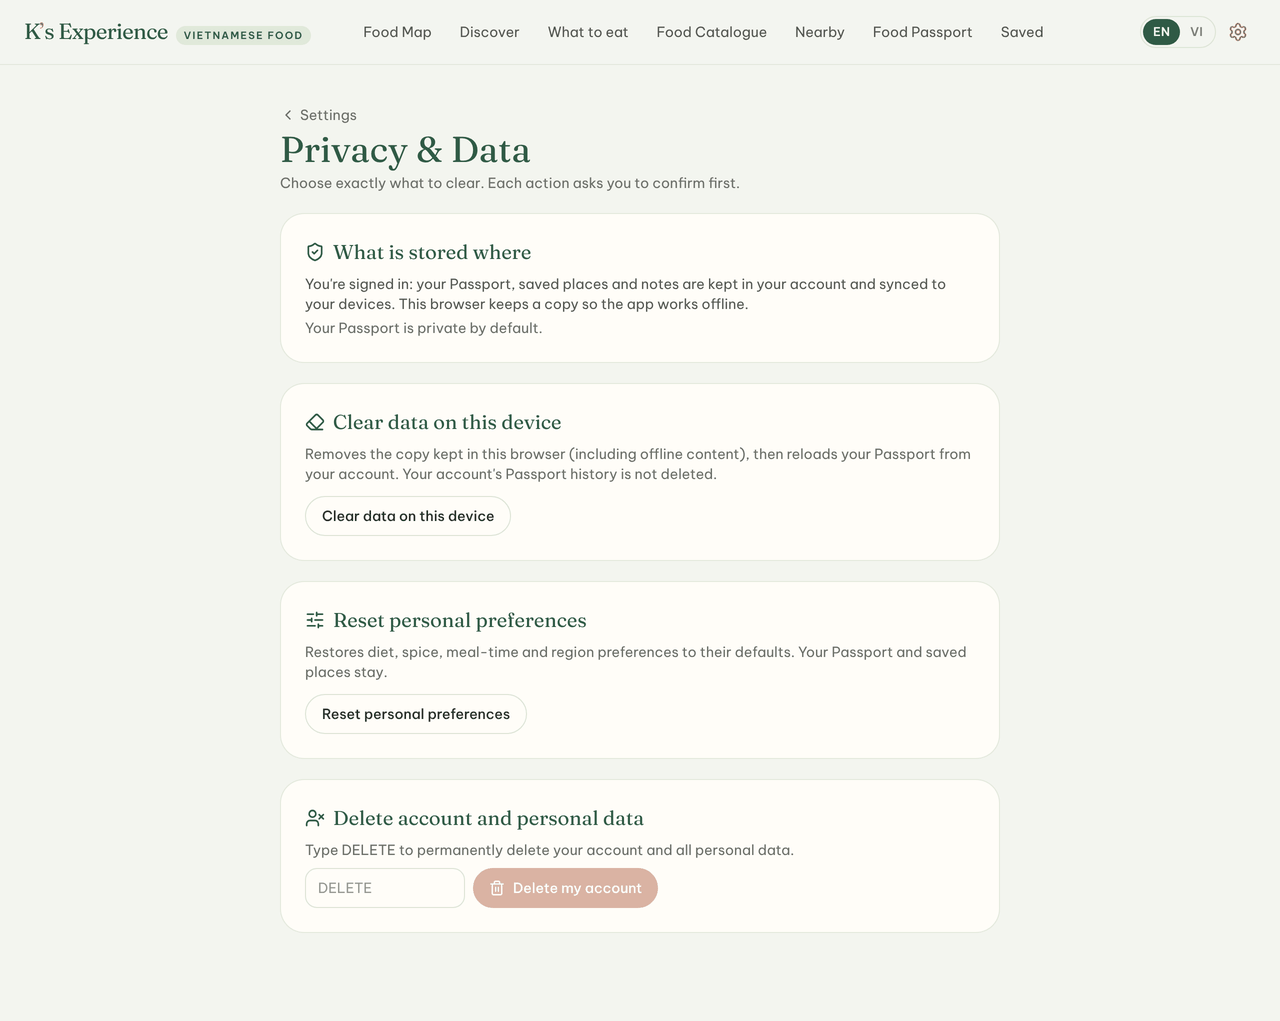 K's Experience VIETNAMESE FOOD Food Map Discover What to eat Food Catalogue Nearby Food Passport Saved EN VI
Settings
Privacy & Data
Choose exactly what to clear. Each action asks you to confirm first.
What is stored where
You're signed in: your Passport, saved places and notes are kept in your account and synced to
your devices. This browser keeps a copy so the app works offline.
Your Passport is private by default.
Clear data on this device
Removes the copy kept in this browser (including offline content), then reloads your Passport from
your account. Your account's Passport history is not deleted.
Clear data on this device
Reset personal preferences
Restores diet, spice, meal-time and region preferences to their defaults. Your Passport and saved
places stay.
Reset personal preferences
Delete account and personal data
Type DELETE to permanently delete your account and all personal data.
DELETE Delete my account